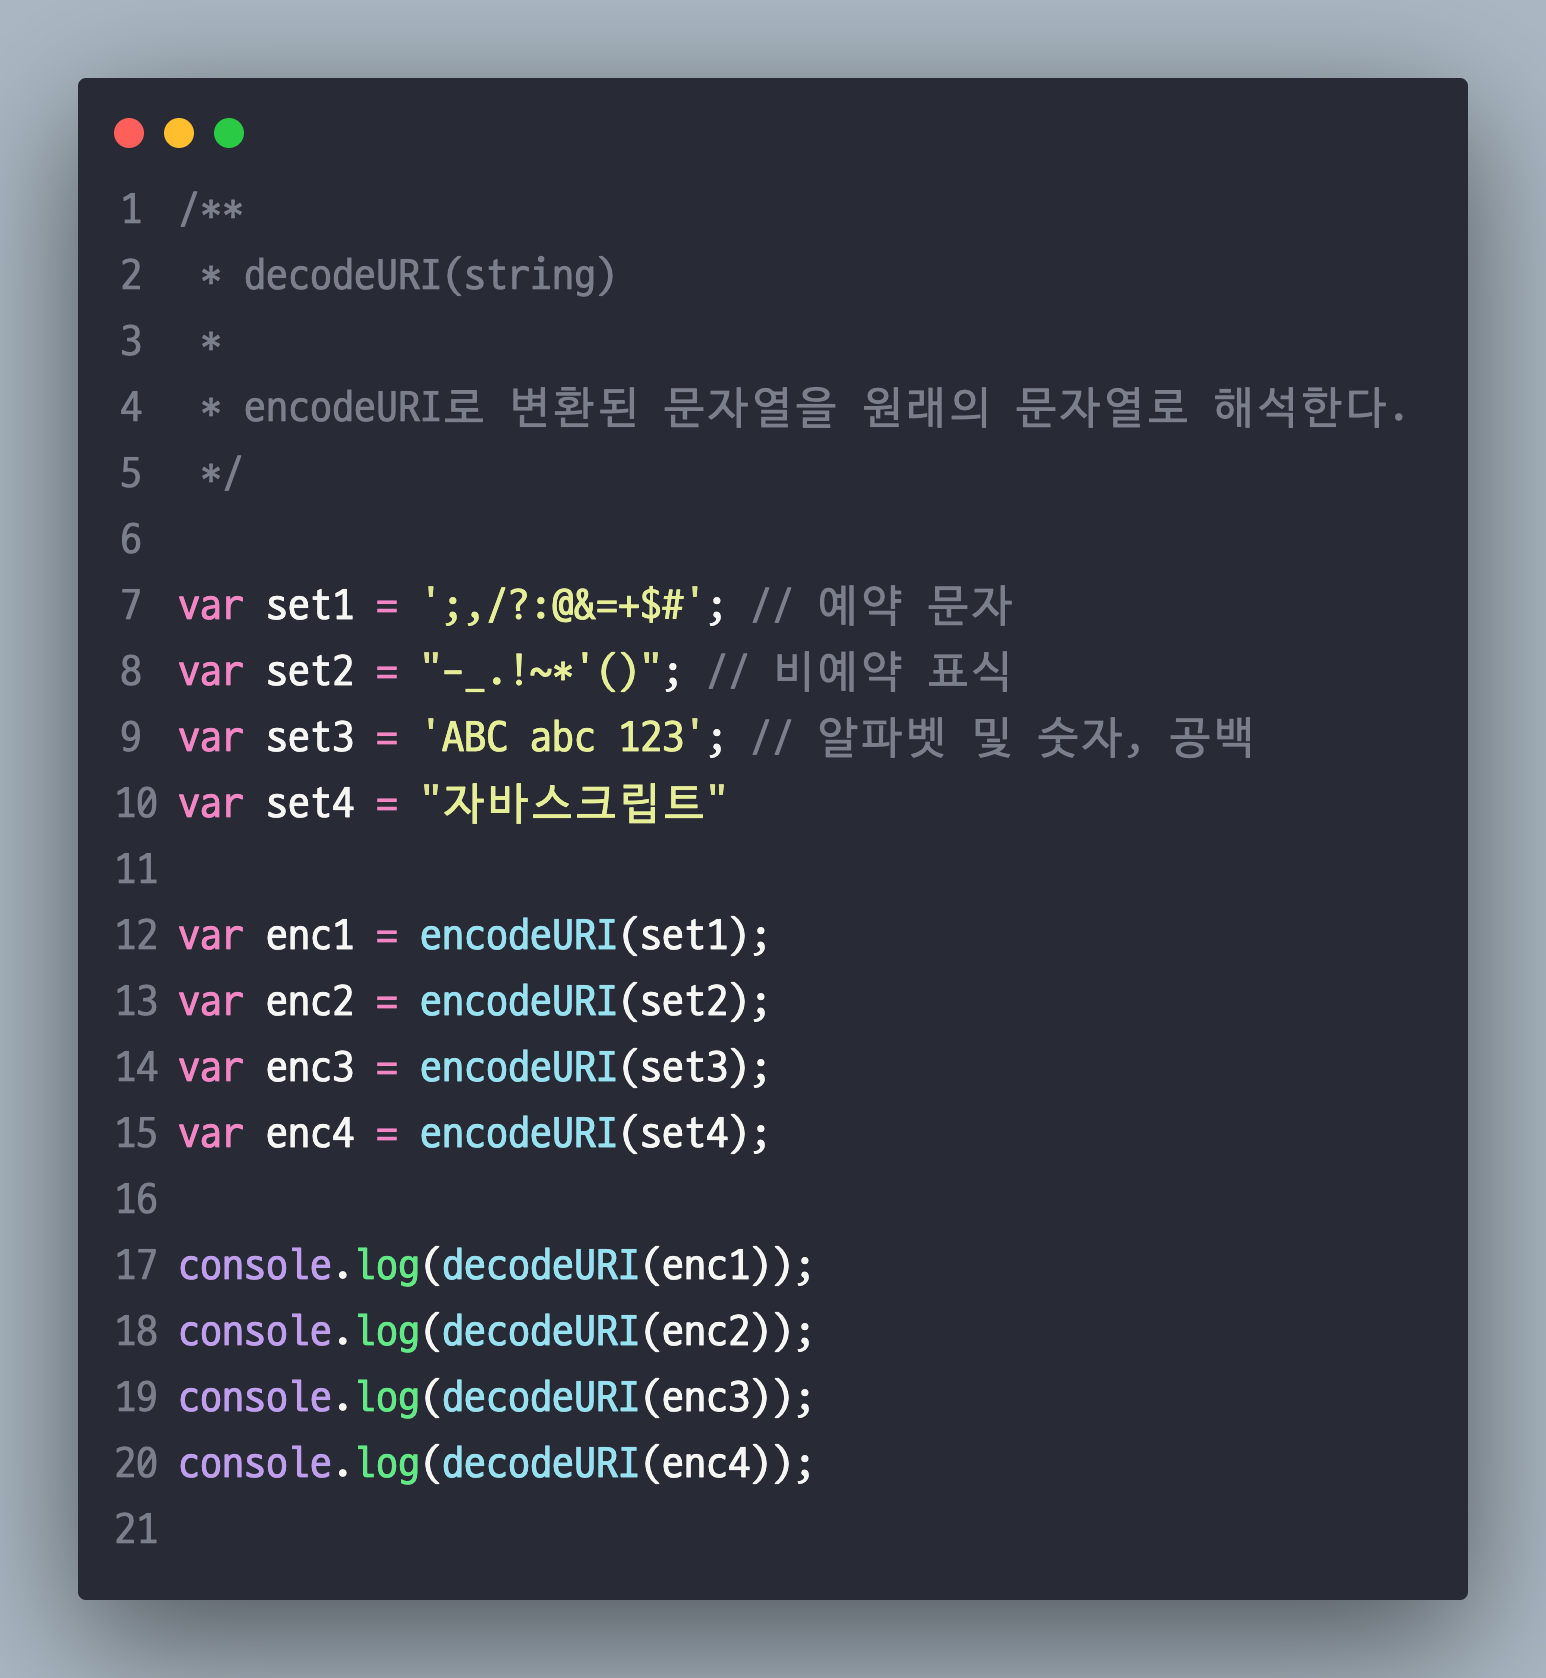 1 /**
2  * decodeURI(string)
3  *
4  * encodeURI로 변환된 문자열을 원래의 문자열로 해석한다.
5  */
6
7 var set1 = ';,/?:@&=+$#'; // 예약 문자
8 var set2 = "-_.!~*'()"; // 비예약 표식
9 var set3 = 'ABC abc 123'; // 알파벳 및 숫자, 공백
10 var set4 = "자바스크립트"
11
12 var enc1 = encodeURI(set1);
13 var enc2 = encodeURI(set2);
14 var enc3 = encodeURI(set3);
15 var enc4 = encodeURI(set4);
16
17 console.log(decodeURI(enc1));
18 console.log(decodeURI(enc2));
19 console.log(decodeURI(enc3));
20 console.log(decodeURI(enc4));
21